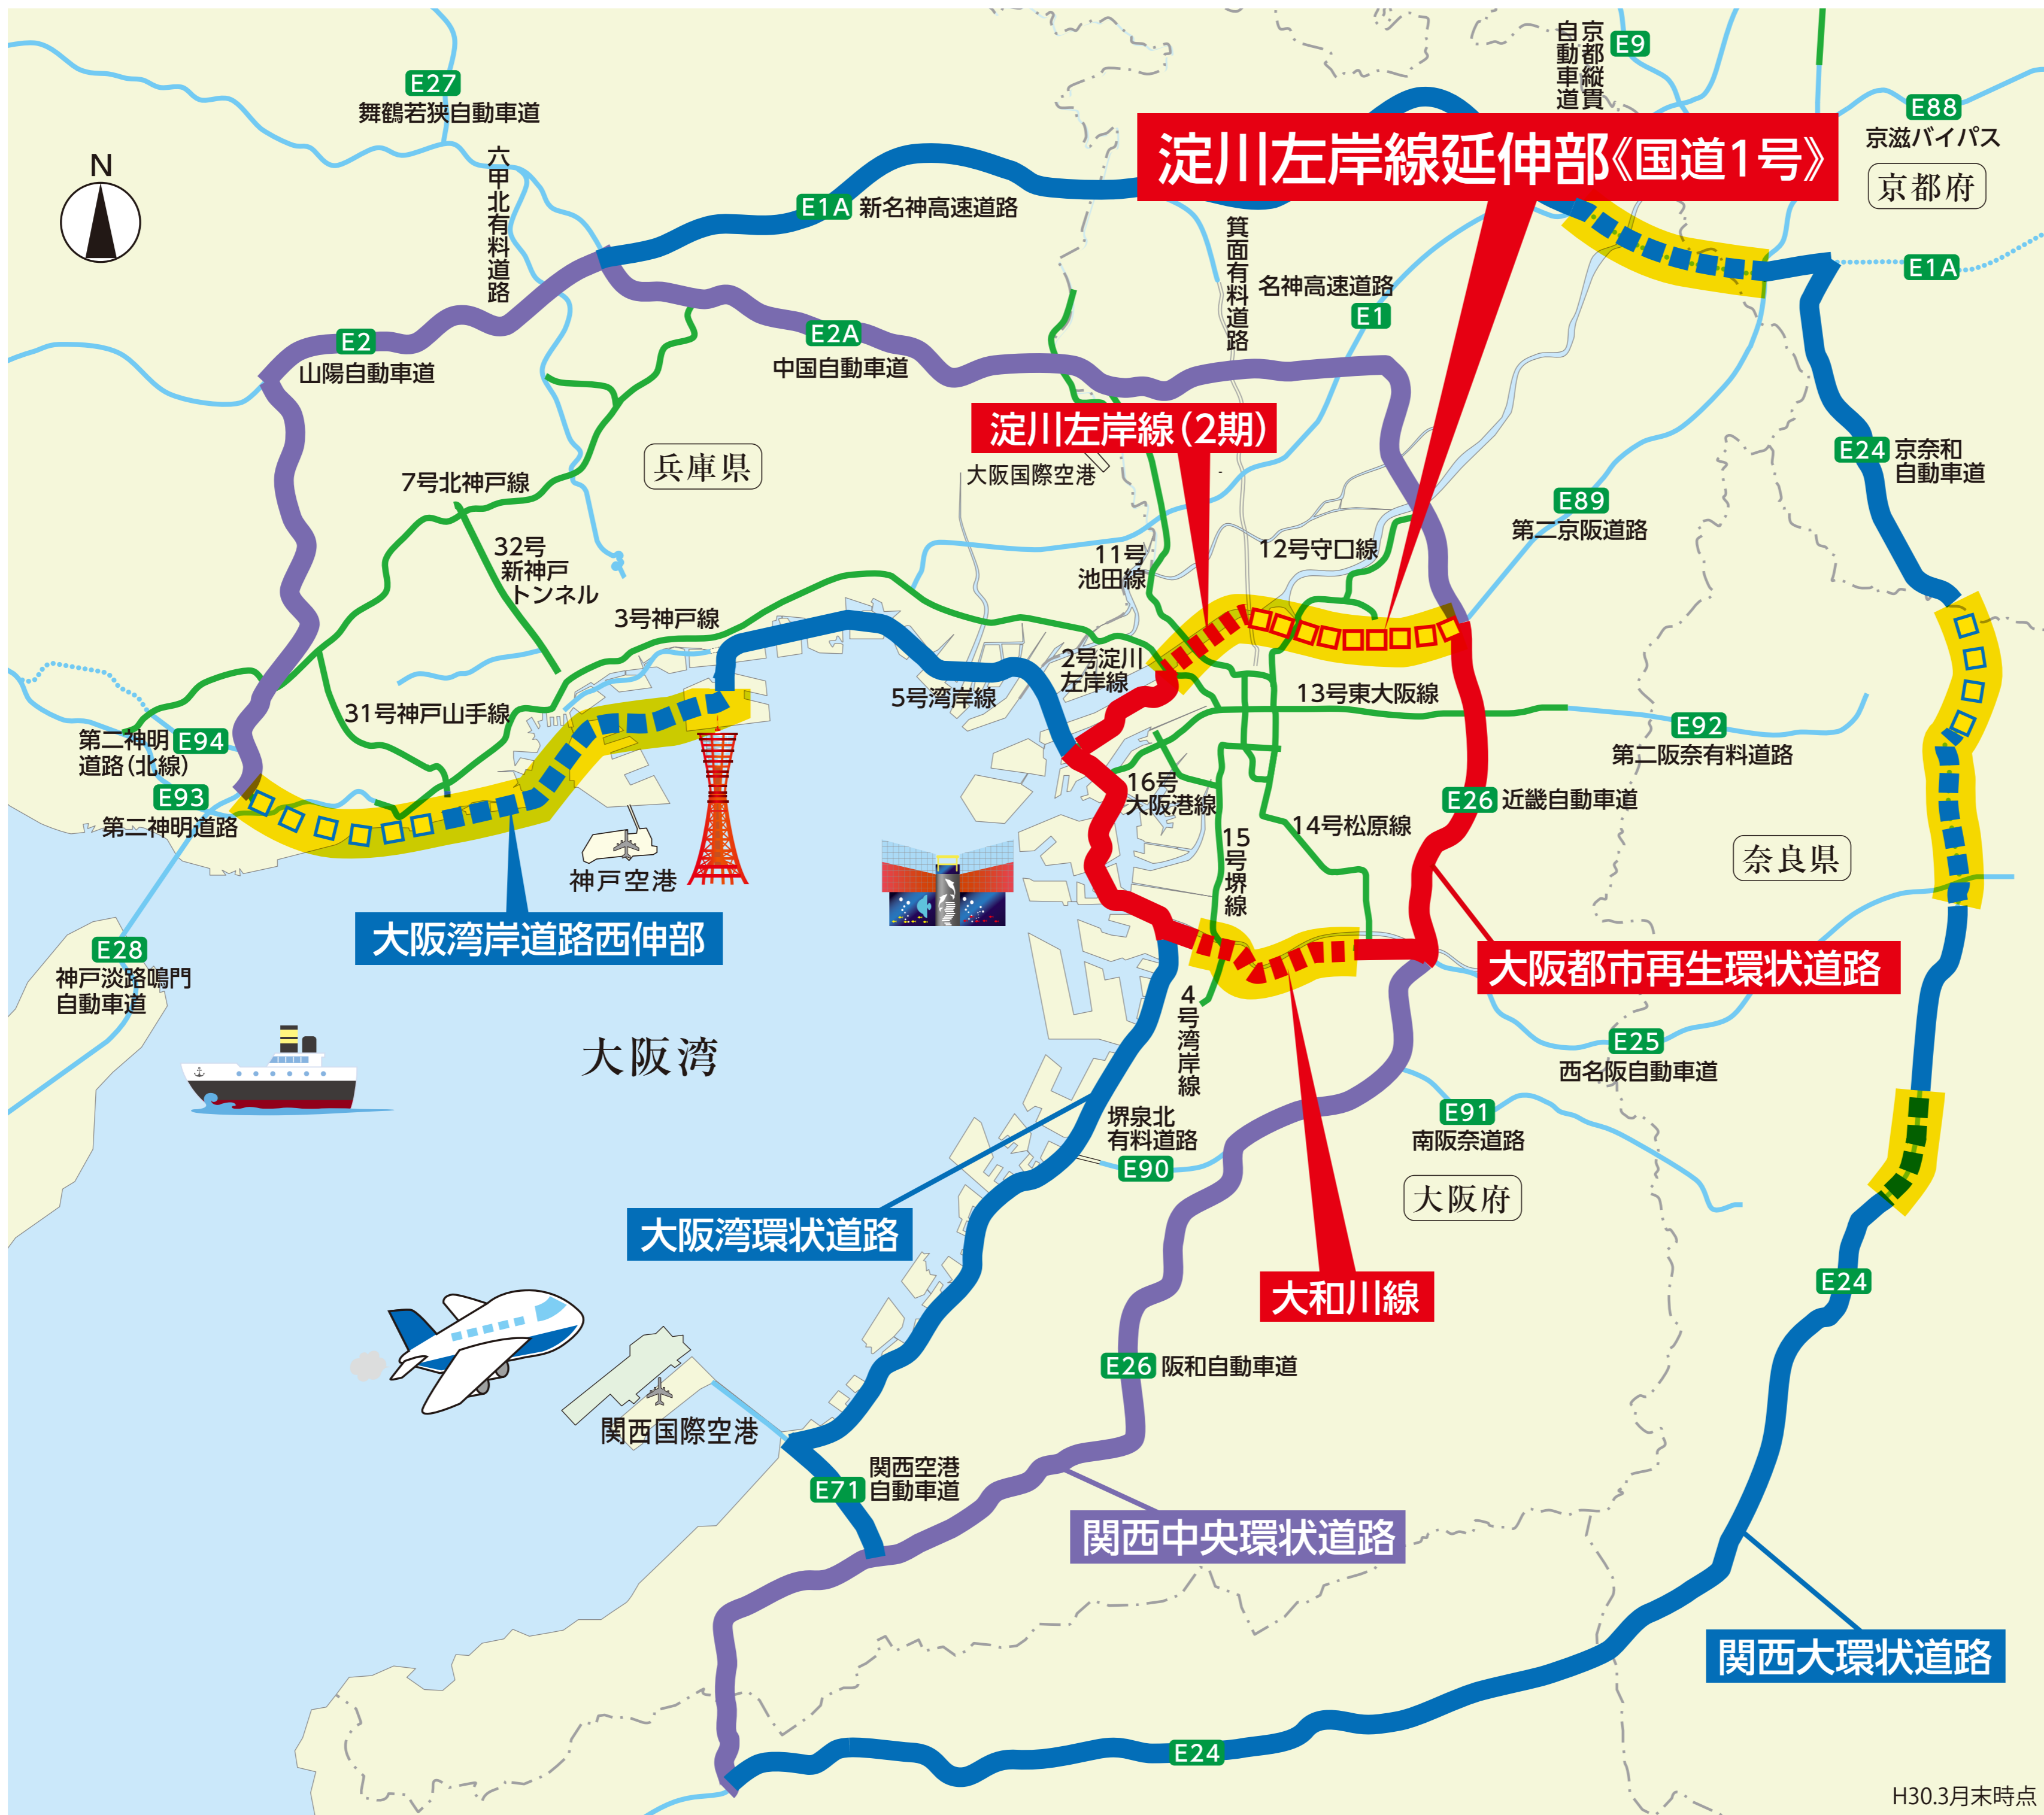 京都縦貫
自動車道
E9
E27
舞鶴若狭自動車道
E88
京滋バイパス
京都府
N
六甲北有料道路
淀川左岸線延伸部《国道1号》
E1A 新名神高速道路
箕面有料道路
名神高速道路
E1
E1A
E2
山陽自動車道
E2A
中国自動車道
淀川左岸線(2期)
大阪国際空港
兵庫県
E24 京奈和
自動車道
7号北神戸線
E89
第二京阪道路
32号
新神戸
トンネル
11号
池田線
12号守口線
3号神戸線
2号淀川
左岸線
5号湾岸線
13号東大阪線
31号神戸山手線
E92
第二阪奈有料道路
第二神明
道路(北線)
E94
E93
第二神明道路
16号
大阪港線
E26 近畿自動車道
15号堺線
14号松原線
奈良県
神戸空港
大阪湾岸道路西伸部
E28
神戸淡路鳴門
自動車道
大阪都市再生環状道路
4号湾岸線
大阪湾
E25
西名阪自動車道
堺泉北
有料道路
E90
E91
南阪奈道路
大阪府
大阪湾環状道路
大和川線
E24
E26 阪和自動車道
関西国際空港
E71
関西空港
自動車道
関西中央環状道路
関西大環状道路
E24
H30.3月末時点